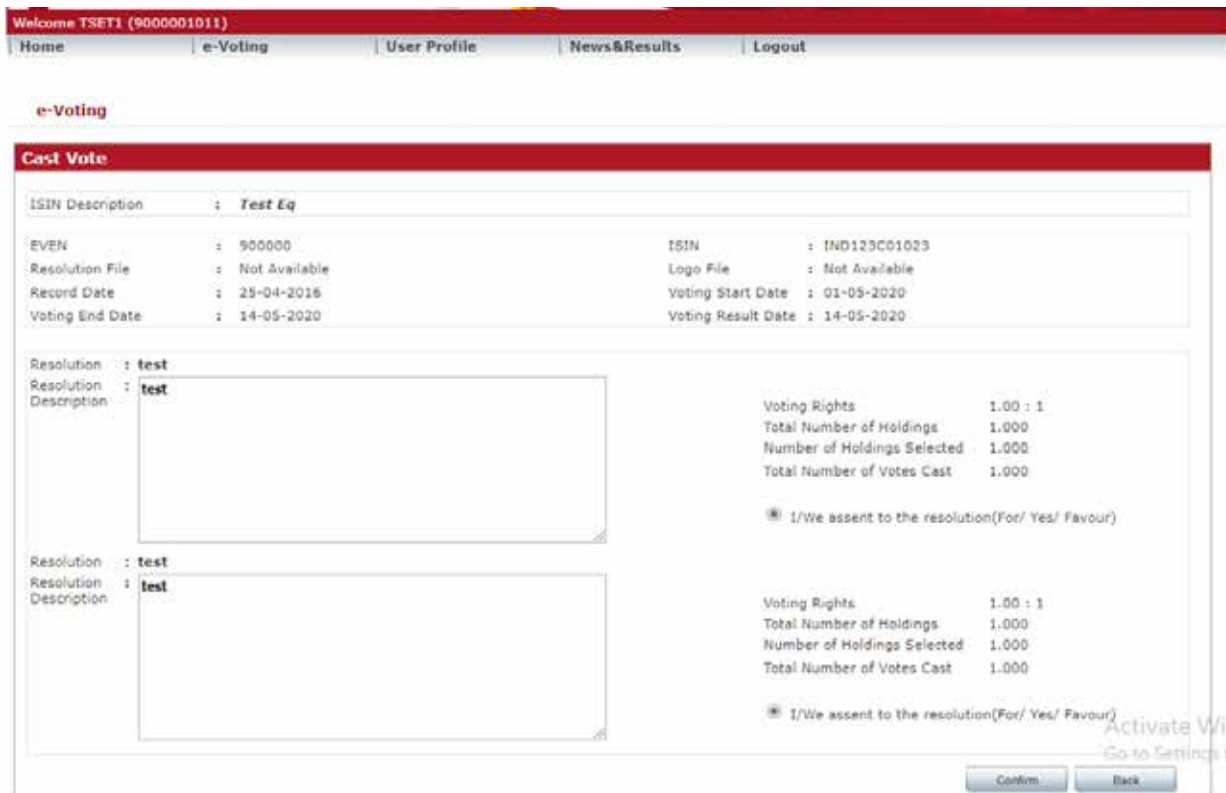 Welcome TSET1 (9000001011)
Home e-Voting User Profile News&Results Logout
e-Voting
Cast Vote
ISIN Description : Test Eq
EVEN : 900000 ISIN : IND123C01023
Resolution File : Not Available Logo File : Not Available
Record Date : 25-04-2016 Voting Start Date : 01-05-2020
Voting End Date : 14-05-2020 Voting Result Date : 14-05-2020
Resolution : test
Resolution Description : test
Voting Rights 1.00 : 1
Total Number of Holdings 1.000
Number of Holdings Selected 1.000
Total Number of Votes Cast 1.000
I/We assent to the resolution(For/ Yes/ Favour)
Resolution : test
Resolution Description : test
Voting Rights 1.00 : 1
Total Number of Holdings 1.000
Number of Holdings Selected 1.000
Total Number of Votes Cast 1.000
I/We assent to the resolution(For/ Yes/ Favour)
Activate Wi
Go to Settings
Confirm Back